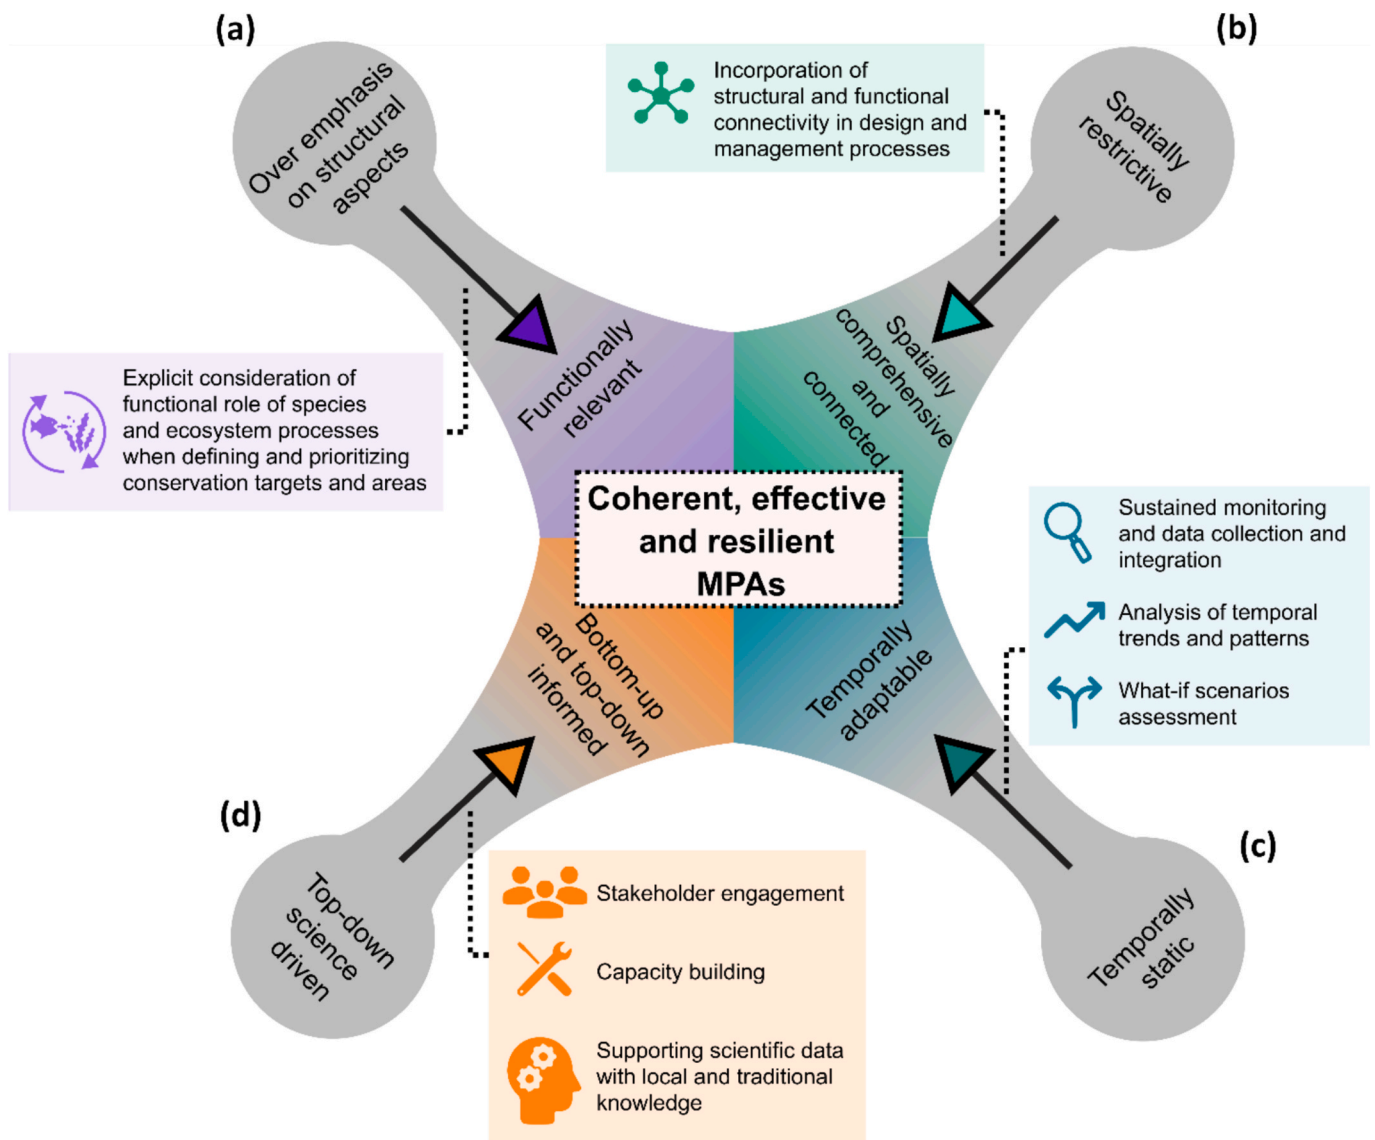 (a)
Over emphasis
on structural
aspects
Functionally
relevant
Explicit consideration of
functional role of species
and ecosystem processes
when defining and prioritizing
conservation targets and areas
(b)
Spatially
restrictive
Incorporation of
structural and functional
connectivity in design and
management processes
Spatially
comprehensive
and
connected
Coherent, effective
and resilient
MPAs
Sustained monitoring
and data collection and
integration
Analysis of temporal
trends and patterns
What-if scenarios
assessment
Temporally
adaptable
(c)
Temporally
static
Bottom-up
and top-down
informed
(d)
Top-down
science
driven
Stakeholder engagement
Capacity building
Supporting scientific data
with local and traditional
knowledge